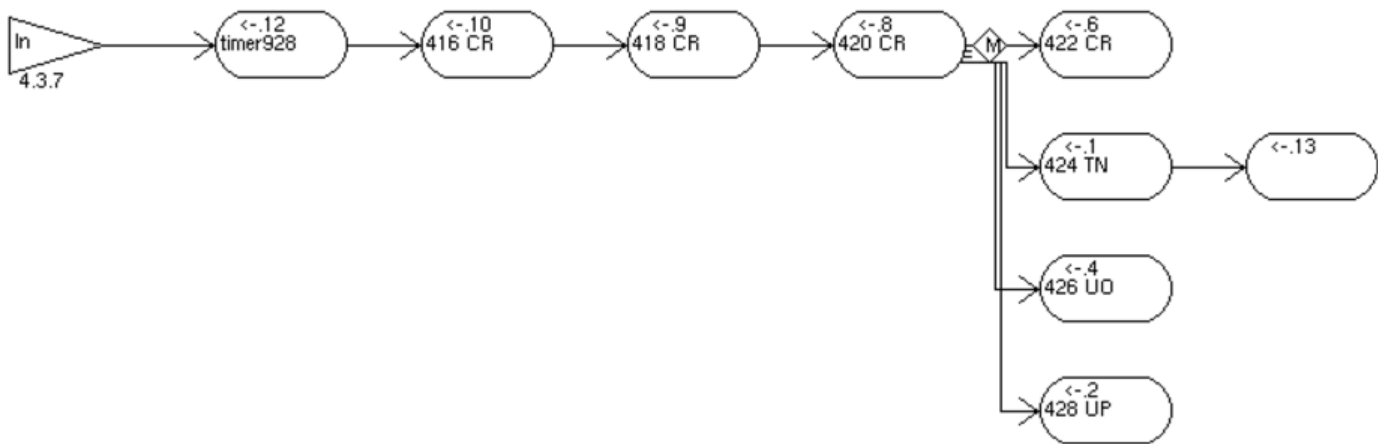 In
4.3.7
<-.12
timer928
<-.10
416 CR
<-.9
418 CR
<-.8
420 CR
E
M
<-.6
422 CR
<-.1
424 TN
<-.13
<-.4
426 UO
<-.2
428 UP